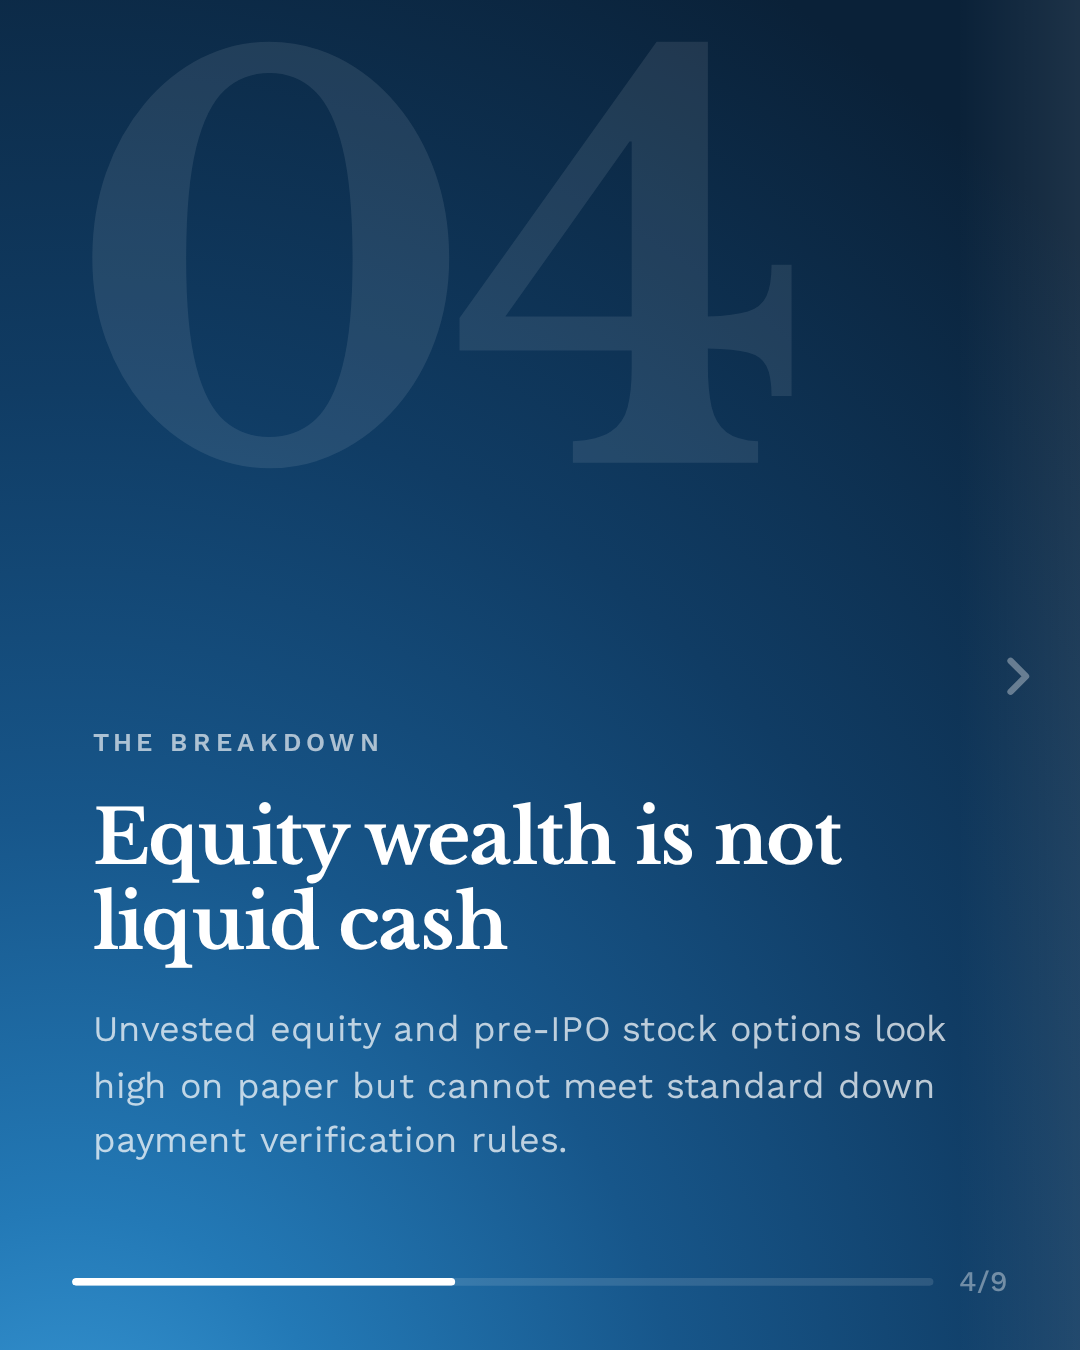 04
THE BREAKDOWN
Equity wealth is not
liquid cash
Unvested equity and pre-IPO stock options look
high on paper but cannot meet standard down
payment verification rules.
4/9